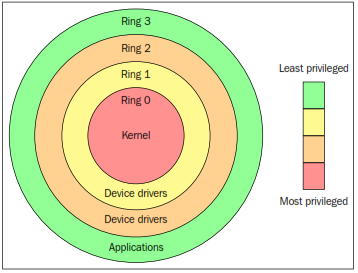 Ring 3
Ring 2
Ring 1
Ring 0
Kernel
Device drivers
Device drivers
Applications
Least privileged
Most privileged